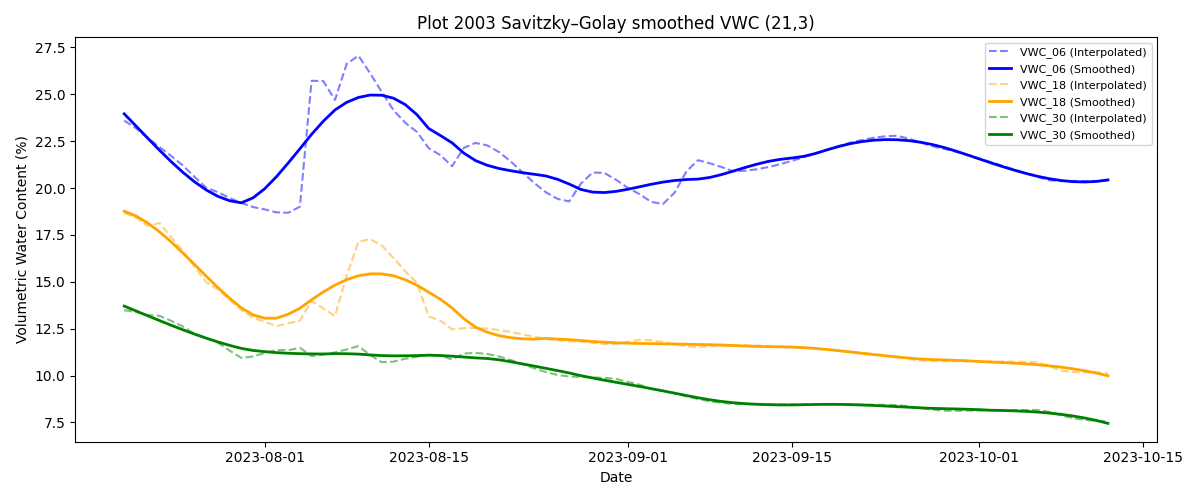 Plot 2003 Savitzky–Golay smoothed VWC (21,3)
27.5
25.0
22.5
20.0
17.5
15.0
12.5
10.0
7.5
Volumetric Water Content (%)
VWC_06 (Interpolated)
VWC_06 (Smoothed)
VWC_18 (Interpolated)
VWC_18 (Smoothed)
VWC_30 (Interpolated)
VWC_30 (Smoothed)
2023-08-01 2023-08-15 2023-09-01 2023-09-15 2023-10-01 2023-10-15
Date